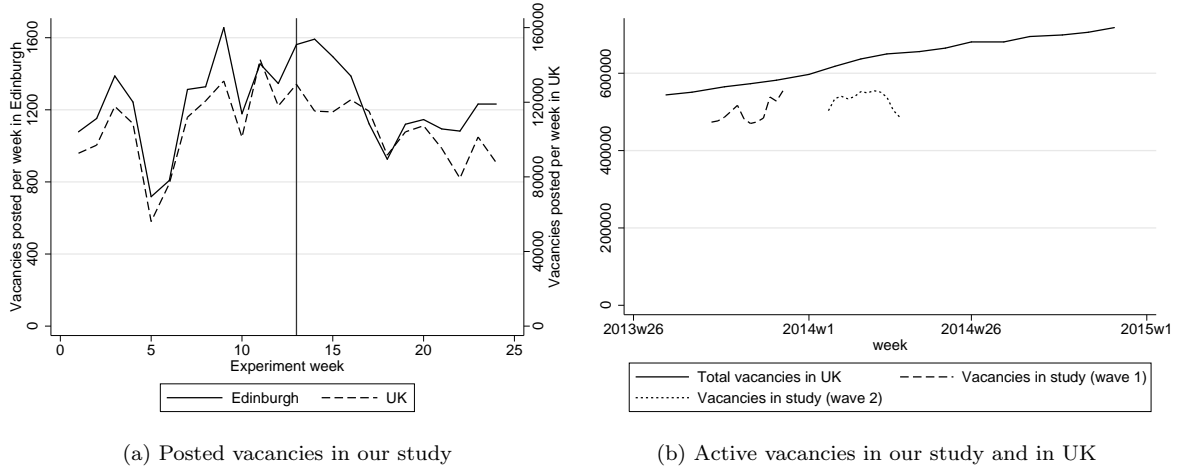 Vacancies posted per week in Edinburgh
0 400 800 1200 1600
Vacancies posted per week in UK
0 40000 80000 120000 160000
0 5 10 15 20 25
Experiment week
Edinburgh UK
(a) Posted vacancies in our study
0 200000 400000 600000
2013w26 2014w1 2014w26 2015w1
week
Total vacancies in UK Vacancies in study (wave 1)
Vacancies in study (wave 2)
(b) Active vacancies in our study and in UK